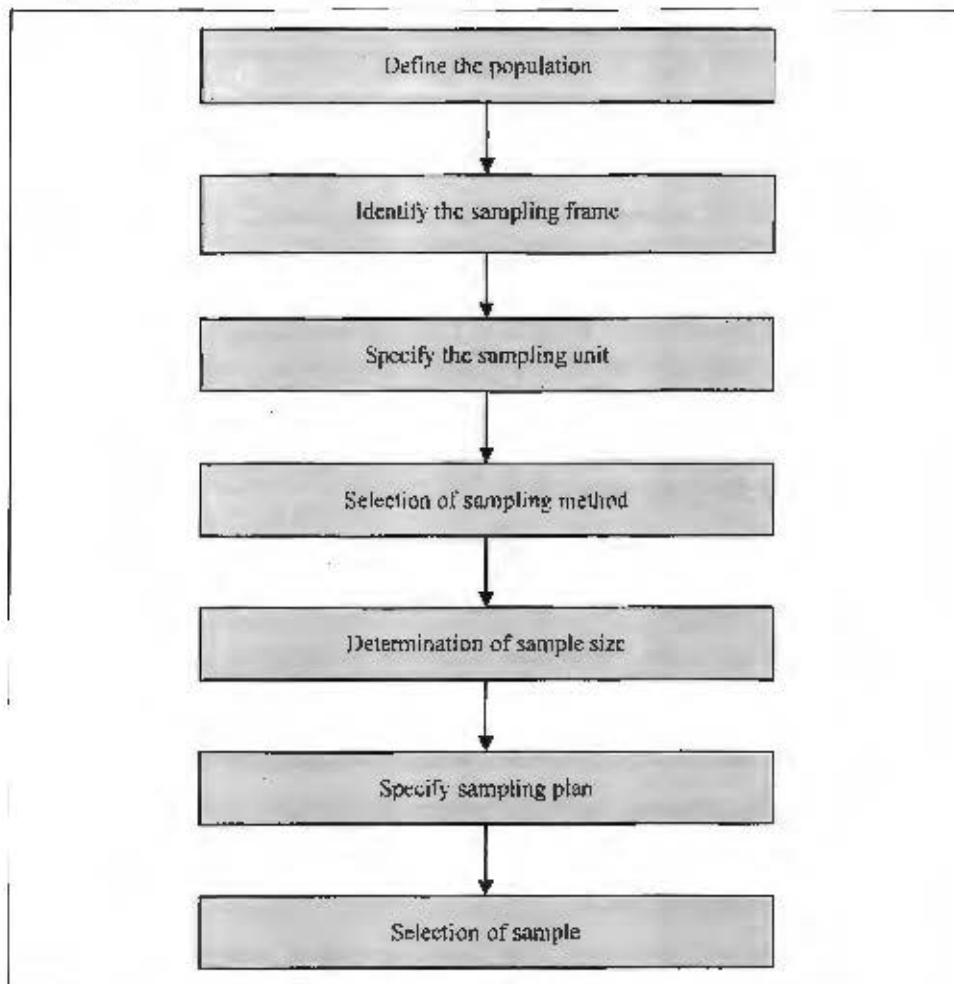 Define the population
Identify the sampling frame
Specify the sampling unit
Selection of sampling method
Determination of sample size
Specify sampling plan
Selection of sample